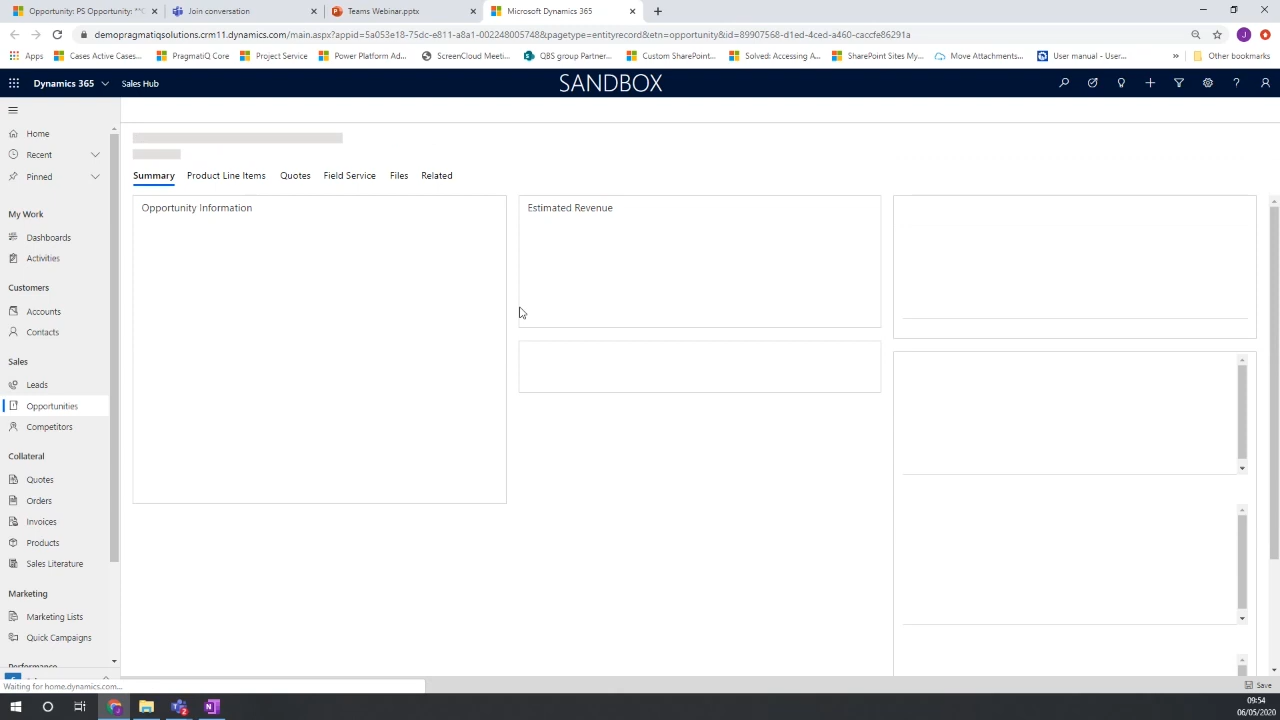 Opportunity: PS Opportunity: **C
Join conversation
Teams Webinar.pptx
Microsoft Dynamics 365
demopragmatiqsolutions.crm11.dynamics.com/main.aspx?appid=5a053e18-75dc-e811-a8a1-002248005748&pagetype=entityrecord&etn=opportunity&id=89907568-d1ed-4ced-a460-caccfe86291a
Apps
Cases Active Cases...
PragmatiQ Core
Project Service
Power Platform Ad...
ScreenCloud Meeti...
QBS group Partner...
Custom SharePoint...
Solved: Accessing A...
SharePoint Sites My...
Move Attachments...
User manual - User...
Other bookmarks
Dynamics 365
Sales Hub
SANDBOX
Home
Recent
Pinned
My Work
Dashboards
Activities
Customers
Accounts
Contacts
Sales
Leads
Opportunities
Competitors
Collateral
Quotes
Orders
Invoices
Products
Sales Literature
Marketing
Marketing Lists
Quick Campaigns
Performance
Summary
Product Line Items
Quotes
Field Service
Files
Related
Opportunity Information
Estimated Revenue
Waiting for home.dynamics.com...
Save
09:54
06/05/2020